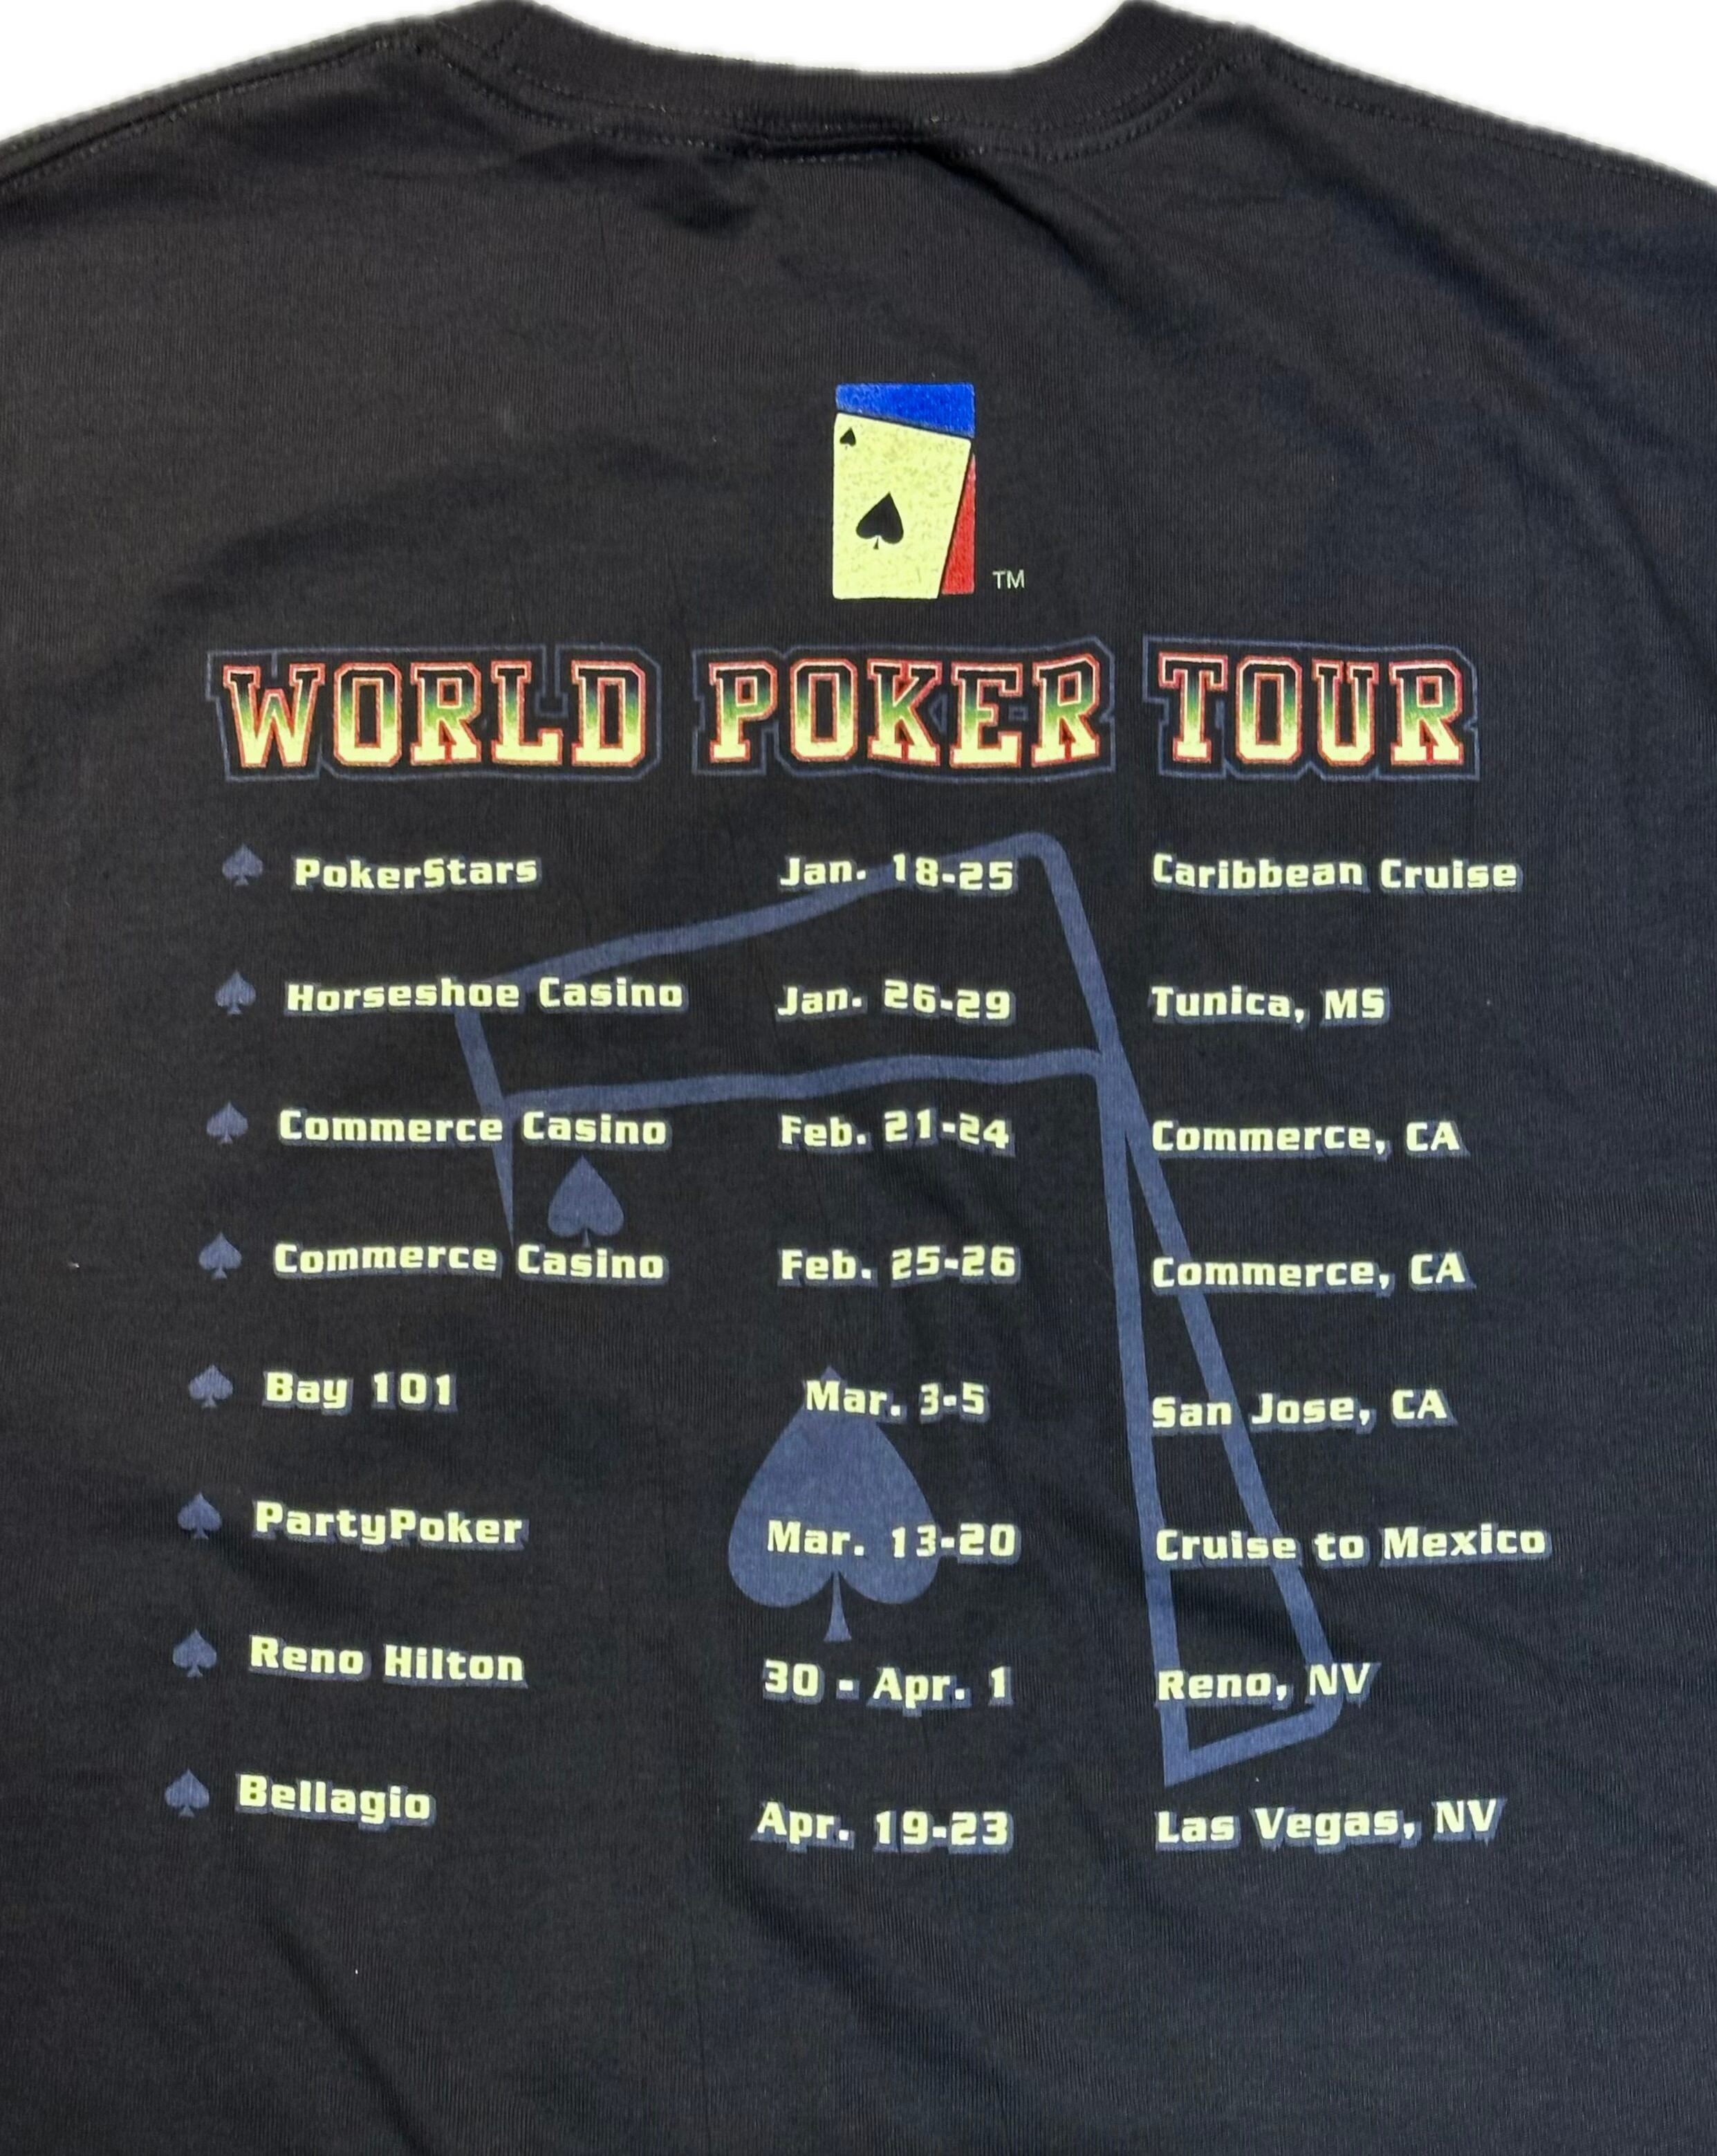 TM
WORLD POKER TOUR
PokerStars Jan. 18-25 Caribbean Cruise
Horseshoe Casino Jan. 26-29 Tunica, MS
Commerce Casino Feb. 21-24 Commerce, CA
Commerce Casino Feb. 25-26 Commerce, CA
Bay 101 Mar. 3-5 San Jose, CA
PartyPoker Mar. 13-20 Cruise to Mexico
Reno Hilton 30 - Apr. 1 Reno, NV
Bellagio Apr. 19-23 Las Vegas, NV